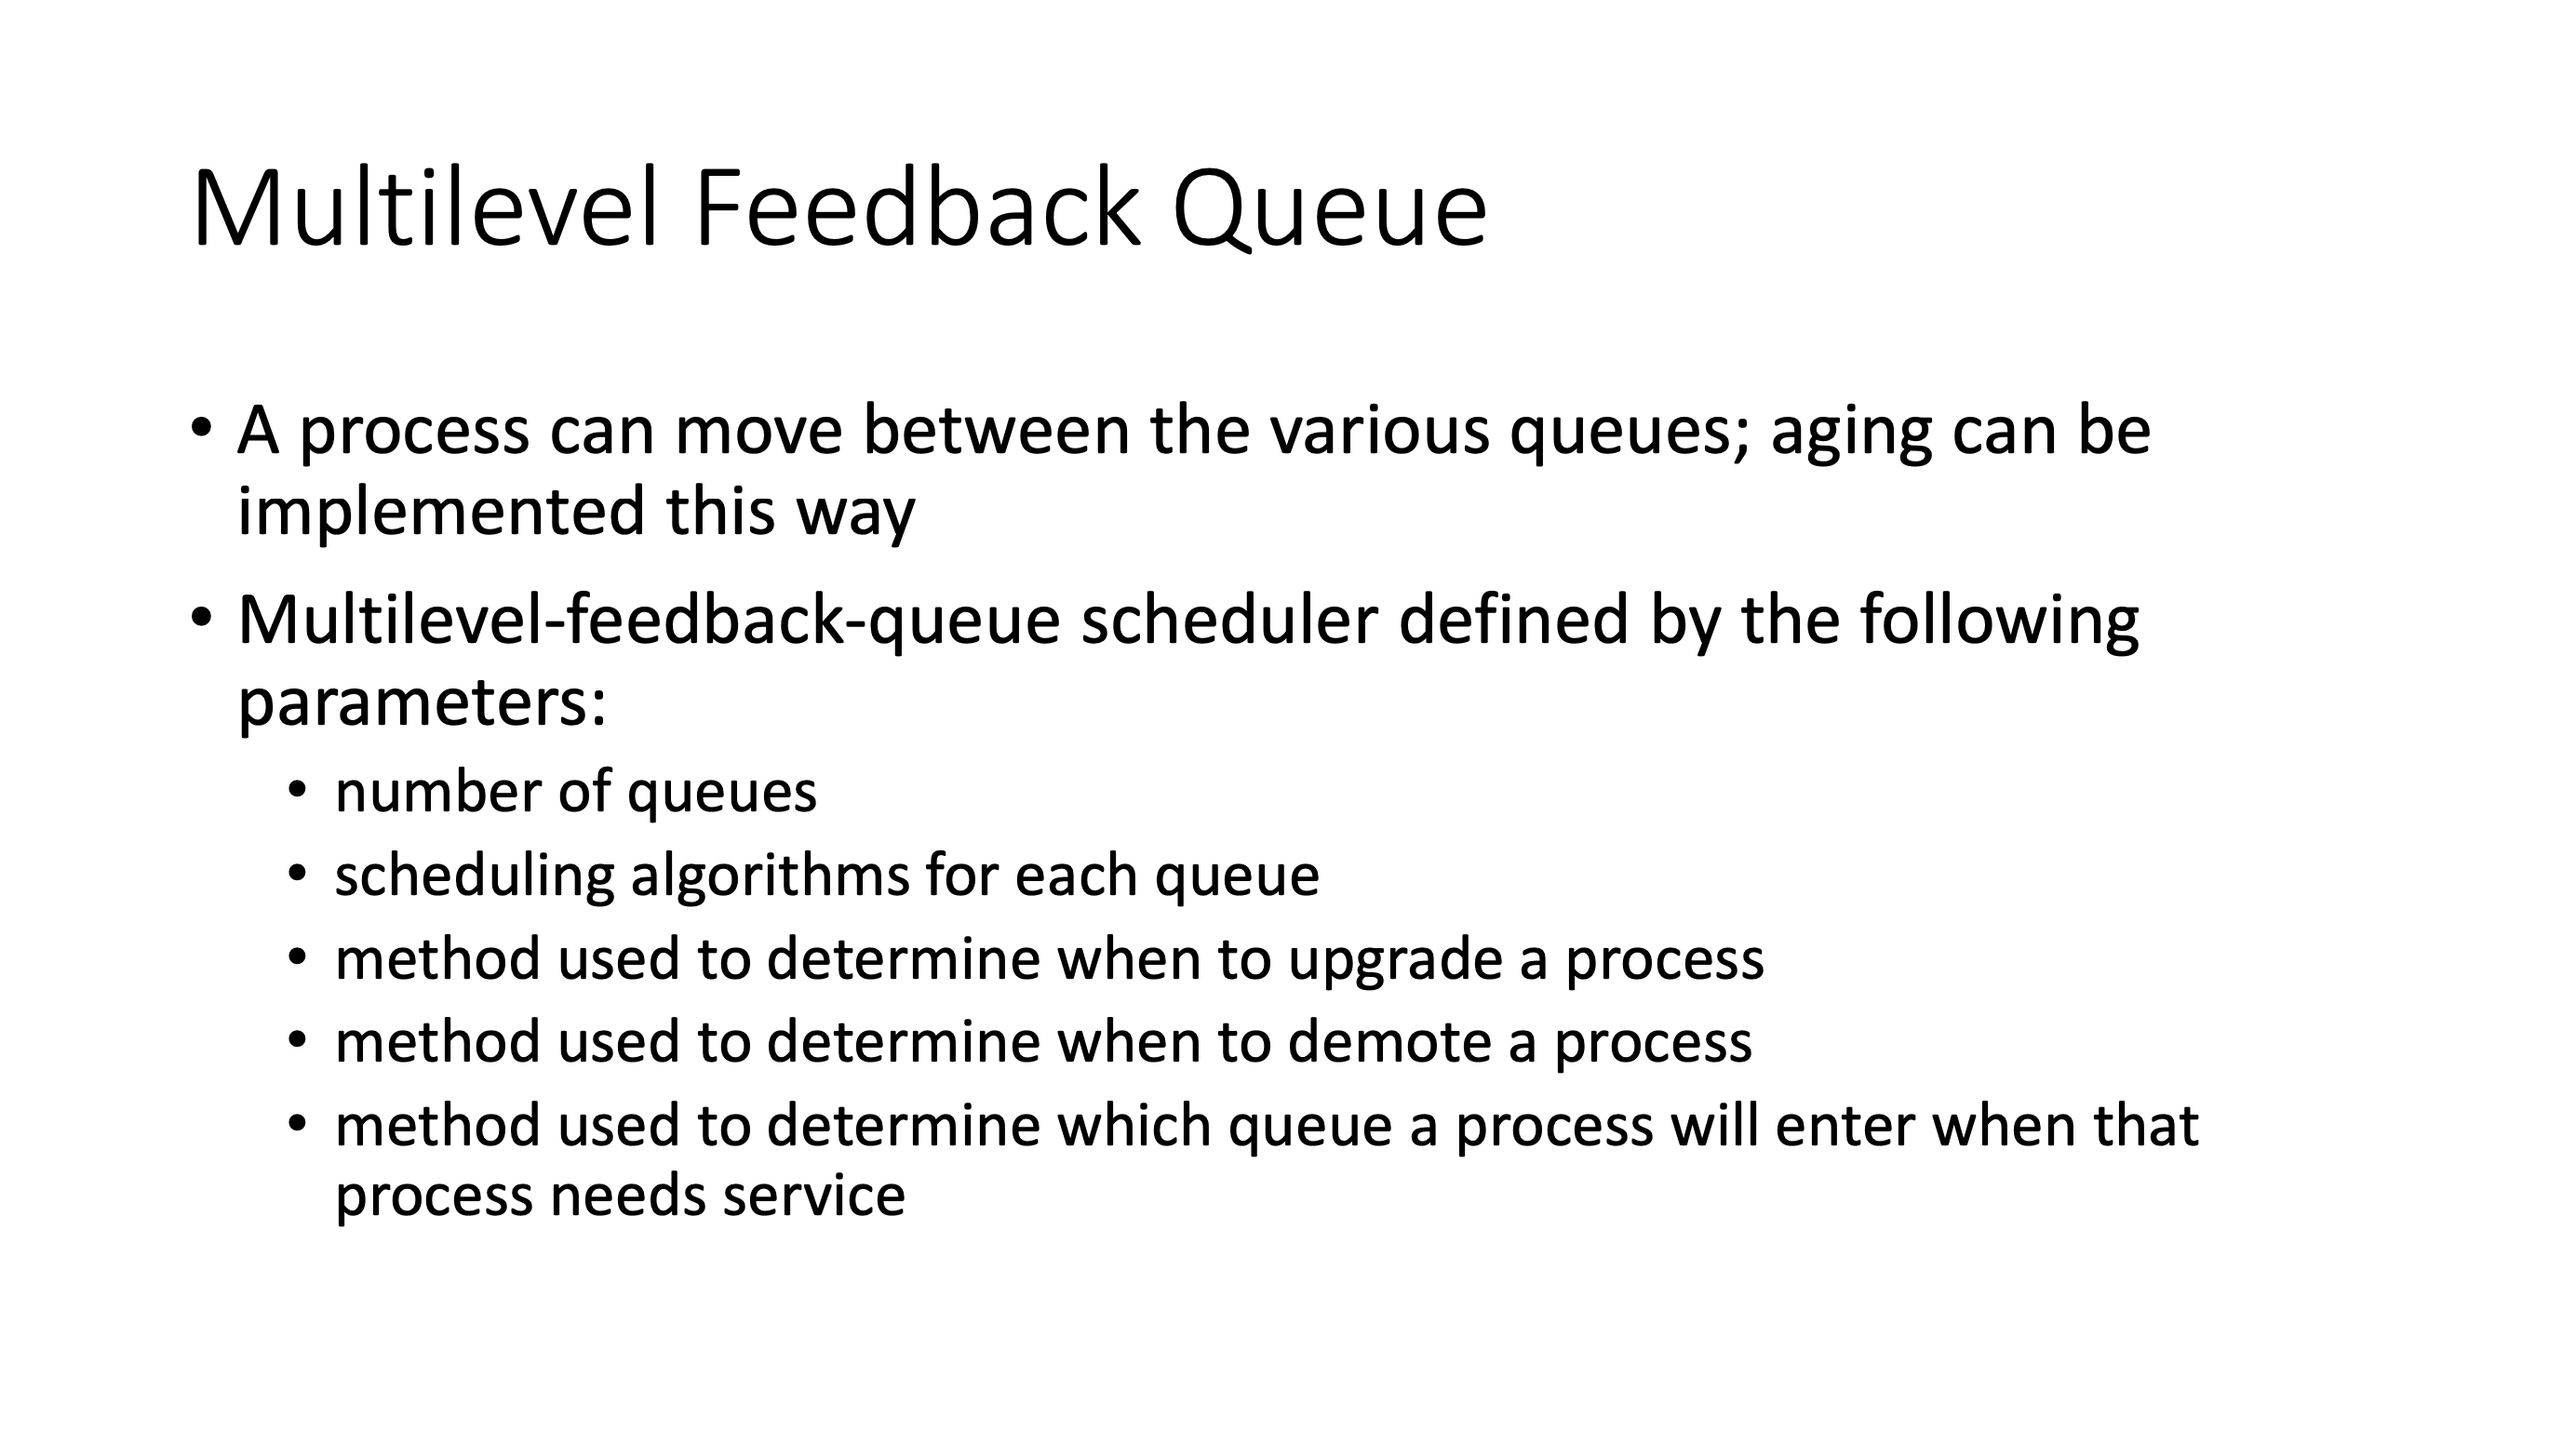 Multilevel Feedback Queue
• A process can move between the various queues; aging can be
implemented this way
• Multilevel-feedback-queue scheduler defined by the following
parameters:
• number of queues
• scheduling algorithms for each queue
• method used to determine when to upgrade a process
• method used to determine when to demote a process
• method used to determine which queue a process will enter when that
process needs service